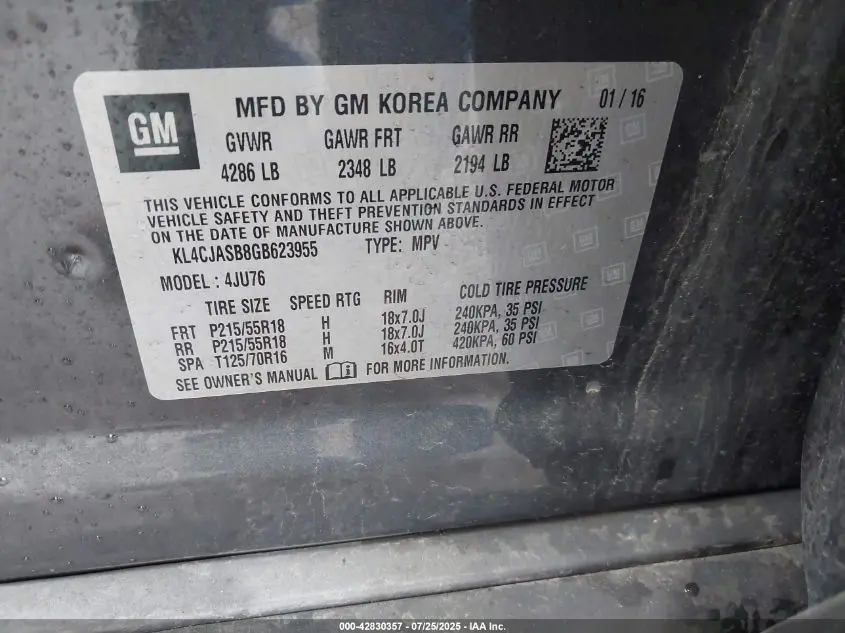 GM
MFD BY GM KOREA COMPANY 01 / 16
GVWR GAWR FRT GAWR RR
4286 LB 2348 LB 2194 LB
THIS VEHICLE CONFORMS TO ALL APPLICABLE U.S. FEDERAL MOTOR
VEHICLE SAFETY AND THEFT PREVENTION STANDARDS IN EFFECT
ON THE DATE OF MANUFACTURE SHOWN ABOVE.
KL4CJASB8GB623955 TYPE: MPV
MODEL : 4JU76
TIRE SIZE SPEED RTG RIM COLD TIRE PRESSURE
FRT P215/55R18 H 18x7.0J 240KPA, 35 PSI
RR P215/55R18 H 18x7.0J 240KPA, 35 PSI
SPA T125/70R16 M 16x4.0T 420KPA, 60 PSI
SEE OWNER'S MANUAL FOR MORE INFORMATION.
000-42830357 - 07/25/2025 - IAA Inc.